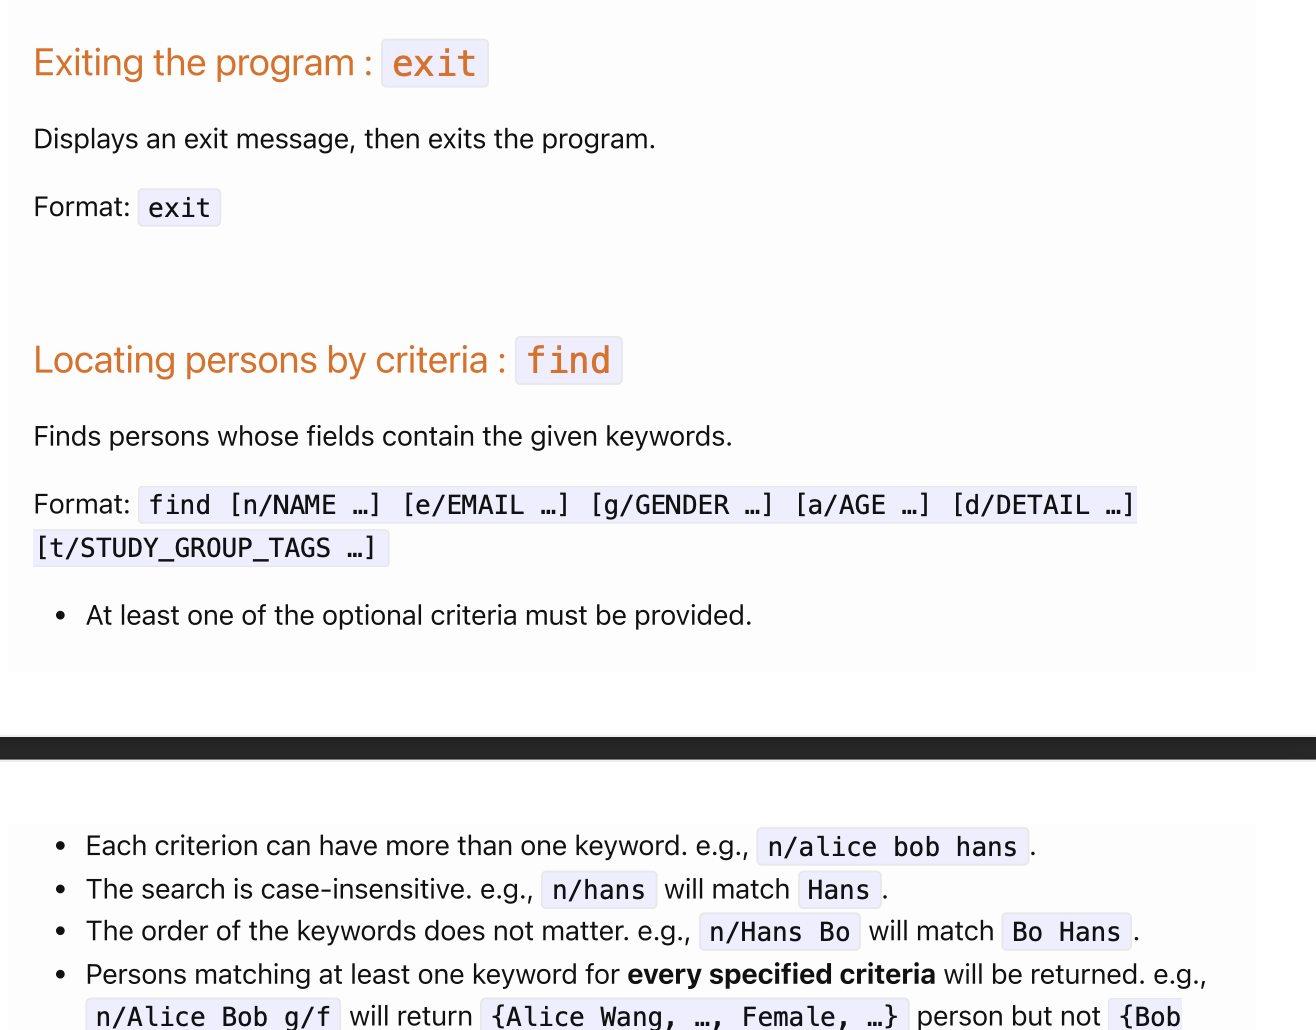 Exiting the program : exit
Displays an exit message, then exits the program.
Format: exit
Locating persons by criteria : find
Finds persons whose fields contain the given keywords.
Format: find [n/NAME …] [e/EMAIL …] [g/GENDER …] [a/AGE …] [d/DETAIL …]
[t/STUDY_GROUP_TAGS …]
• At least one of the optional criteria must be provided.
• Each criterion can have more than one keyword. e.g., n/alice bob hans.
• The search is case-insensitive. e.g., n/hans will match Hans.
• The order of the keywords does not matter. e.g., n/Hans Bo will match Bo Hans.
• Persons matching at least one keyword for every specified criteria will be returned. e.g.,
n/Alice Bob g/f will return {Alice Wang, …, Female, …} person but not {Bob